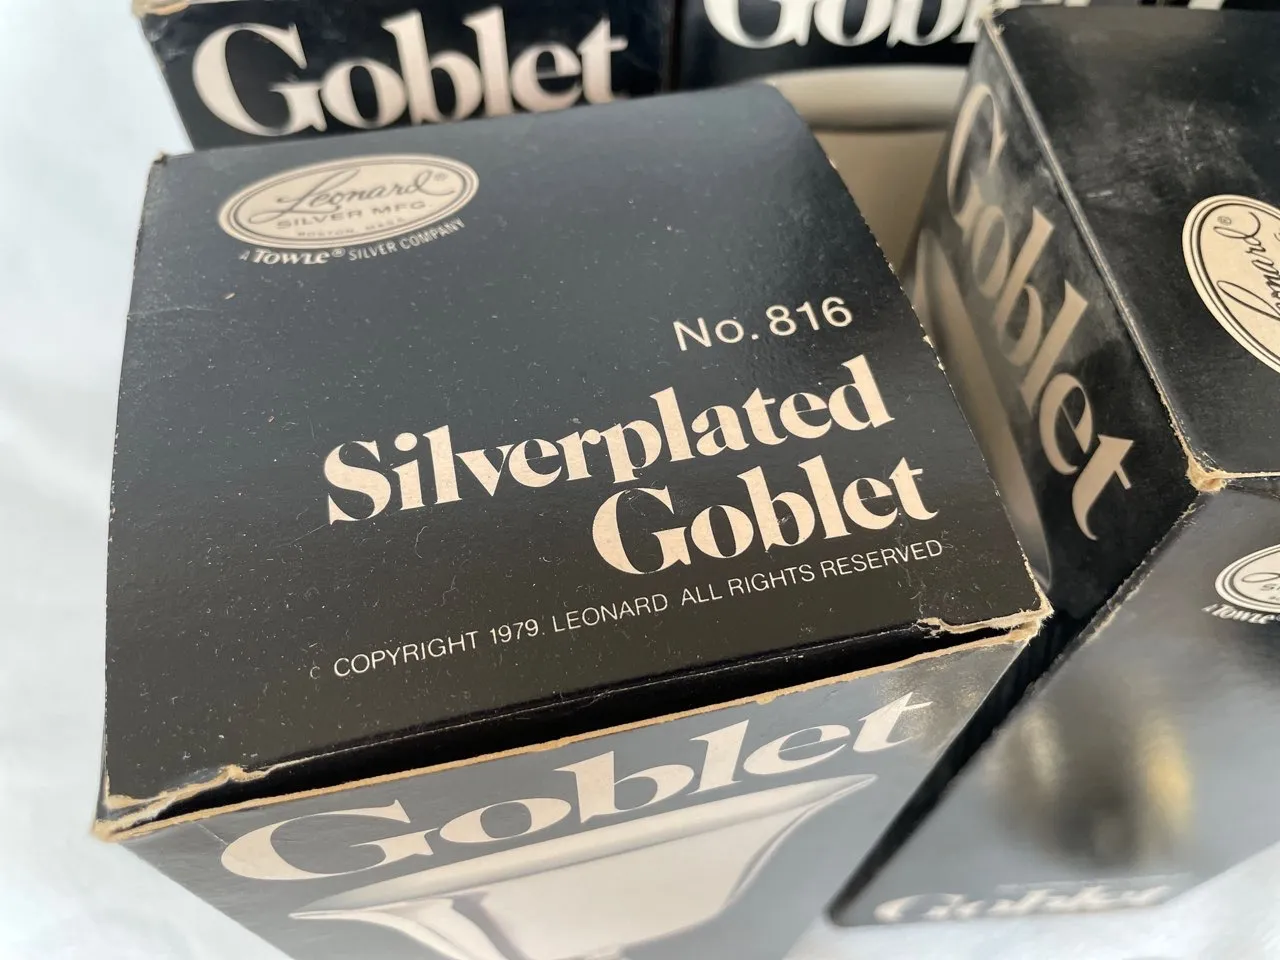 Goblet
Goblet
Leonard®
SILVER MFG
BOSTON, MASS.
A TOWLE® SILVER COMPANY
No. 816
Silverplated
Goblet
C COPYRIGHT 1979. LEONARD ALL RIGHTS RESERVED
Goblet
Goblet
Leonard®
A TOWLE
Goblet